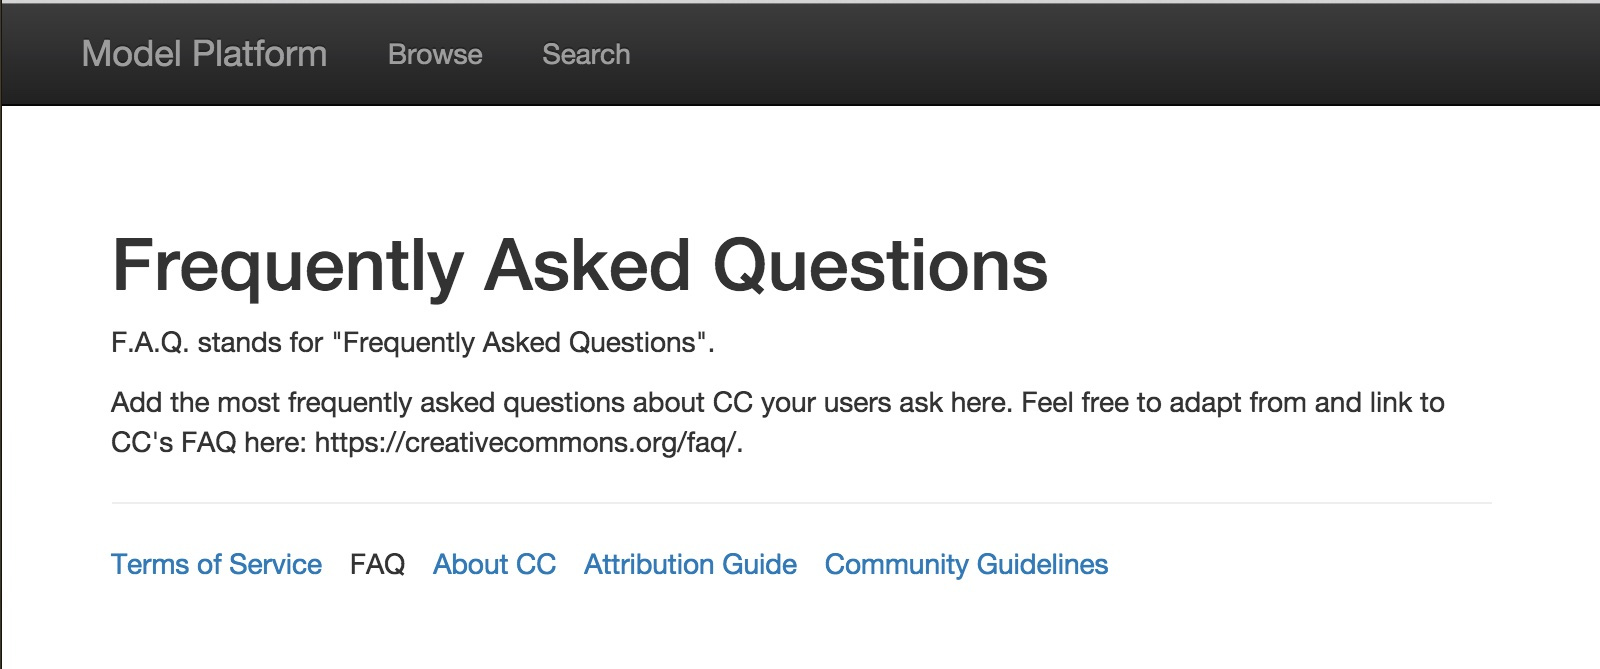 Model Platform Browse Search
Frequently Asked Questions
F.A.Q. stands for "Frequently Asked Questions".
Add the most frequently asked questions about CC your users ask here. Feel free to adapt from and link to
CC's FAQ here: https://creativecommons.org/faq/.
Terms of Service FAQ About CC Attribution Guide Community Guidelines